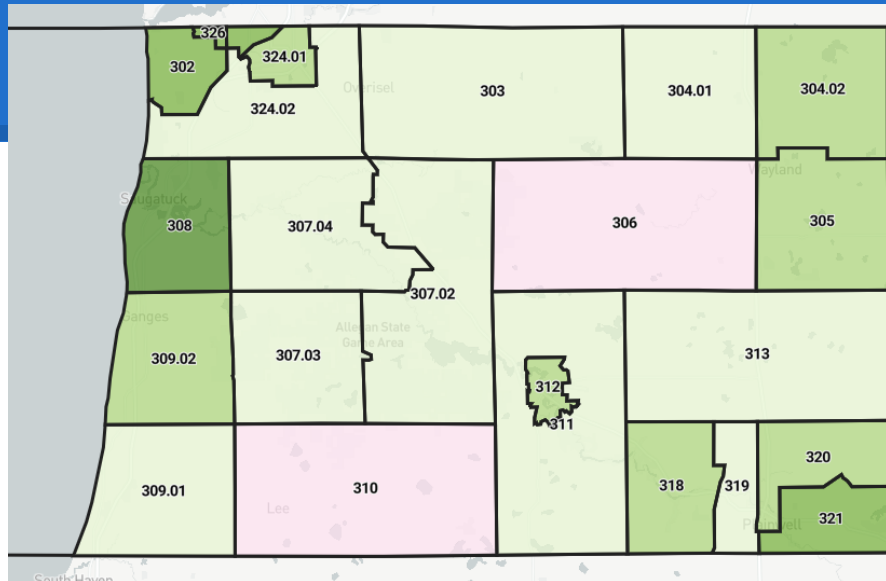 326
302
324.01
Overisel
303
304.01
304.02
324.02
Wayland
Saugatuck
308
307.04
306
305
307.02
Ganges
Allegan State
Game Area
309.02
307.03
313
312
311
320
309.01
310
318
319
Lee
Plainwell
321
South Haven